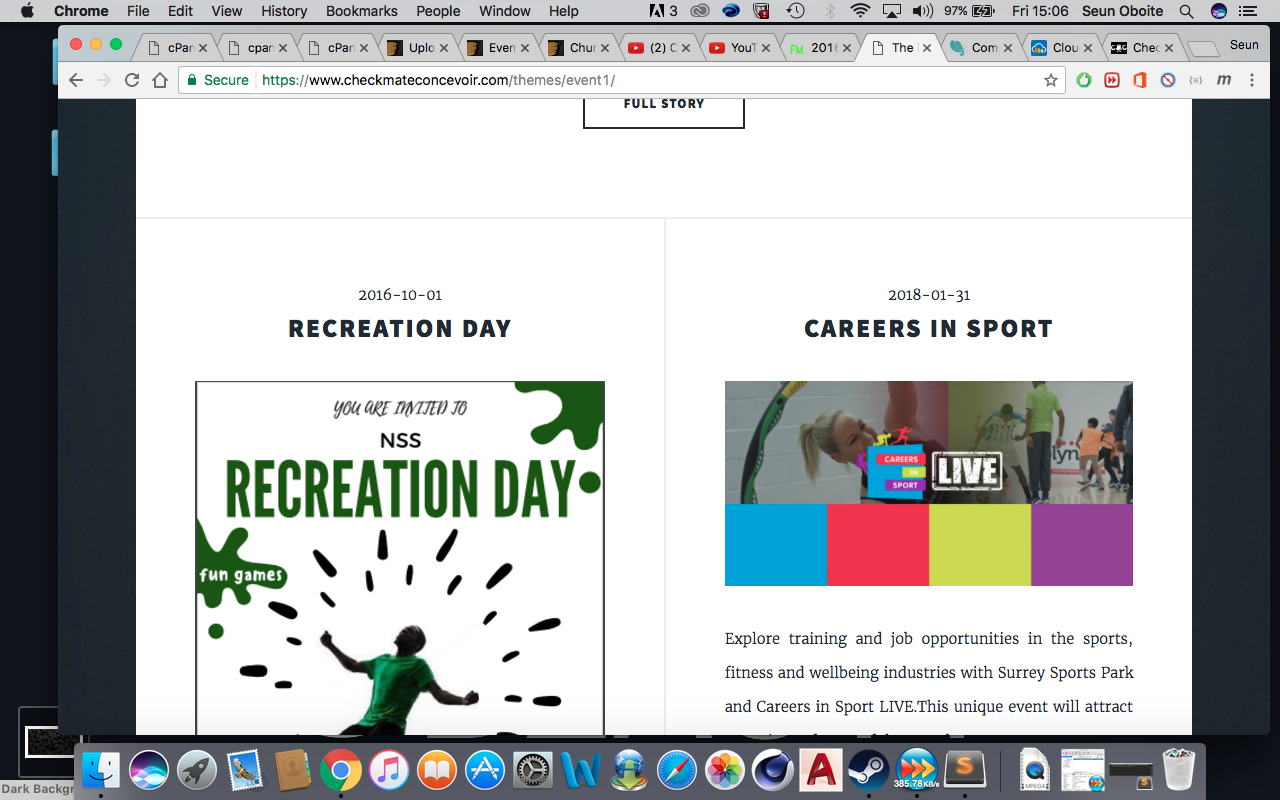 Chrome File Edit View History Bookmarks People Window Help 3 97% Fri 15:06 Seun Oboite
cPan cpan cPan Uplo Even Chur (2) C YouT 2016 The Com Clou Chec Seun
Secure https://www.checkmateconcevoir.com/themes/event1/
FULL STORY
2016-10-01
RECREATION DAY
YOU ARE INVITED TO
NSS
RECREATION DAY
fun games
2018-01-31
CAREERS IN SPORT
CAREERS
IN
SPORT
LIVE
Explore training and job opportunities in the sports,
fitness and wellbeing industries with Surrey Sports Park
and Careers in Sport LIVE.This unique event will attract
385.78KB/s
MPEG4
Dark Backgr